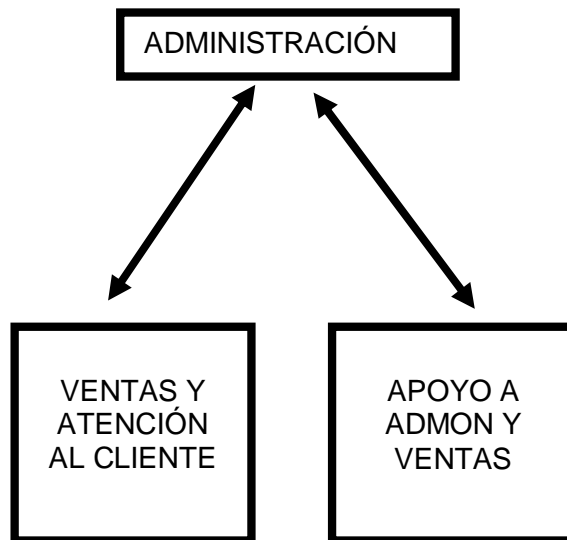 ADMINISTRACIÓN
VENTAS Y
ATENCIÓN
AL CLIENTE
APOYO A
ADMON Y
VENTAS